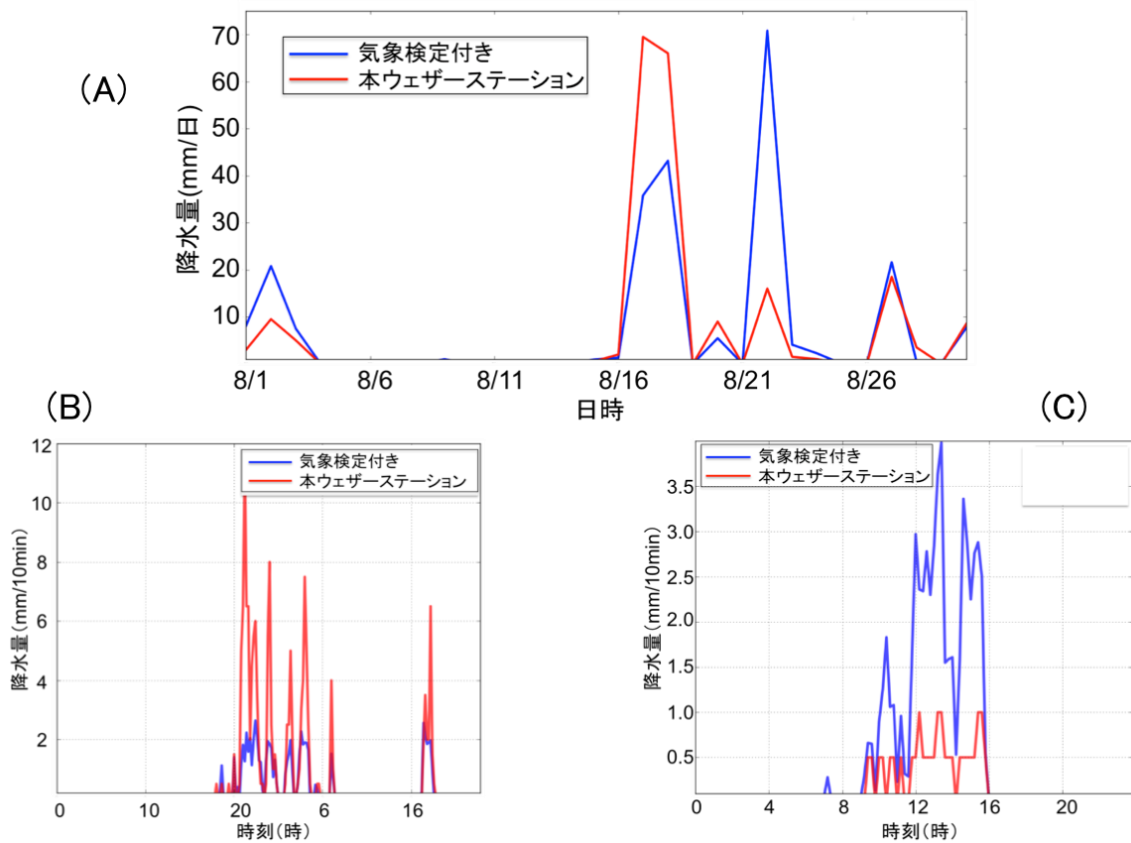 (A)
気象検定付き
本ウェザーステーション
降水量(mm/日)
70
60
50
40
30
20
10
8/1 8/6 8/11 8/16 8/21 8/26
日時
(B)
気象検定付き
本ウェザーステーション
降水量(mm/10min)
12
10
8
6
4
2
0 10 20 6 16
時刻(時)
(C)
気象検定付き
本ウェザーステーション
降水量(mm/10min)
3.5
3.0
2.5
2.0
1.5
1.0
0.5
0 4 8 12 16 20
時刻(時)